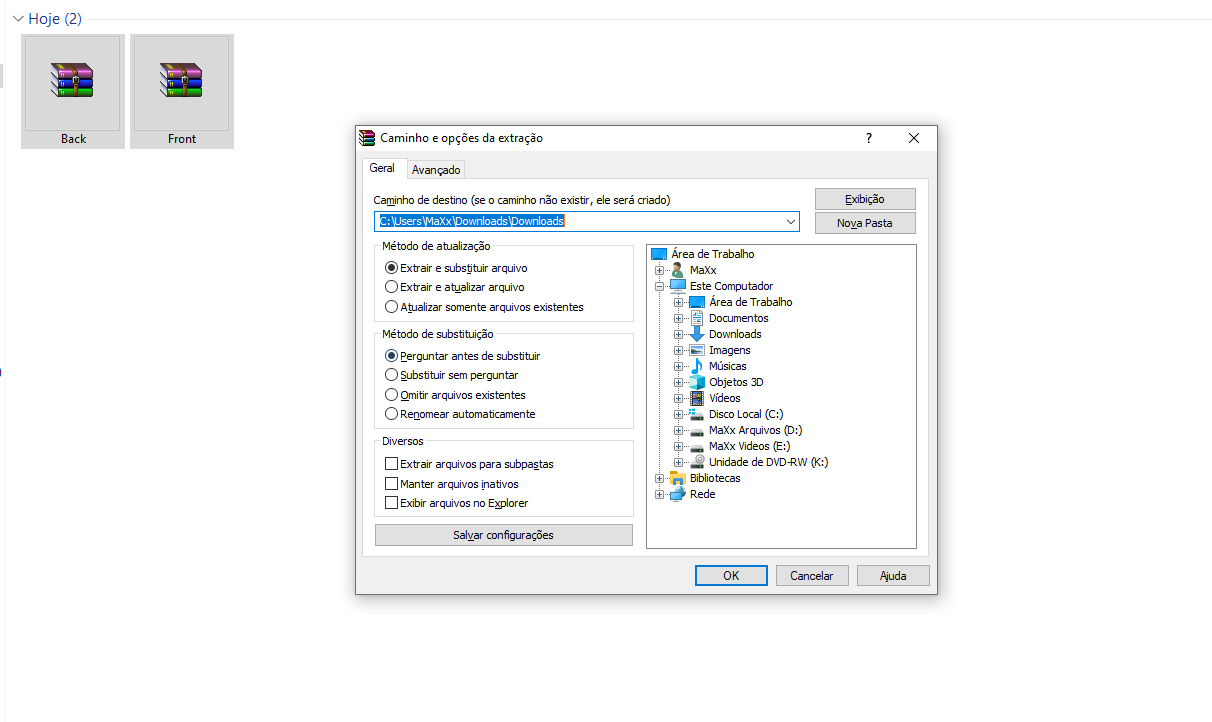 Hoje (2)
Back
Front
Caminho e opções da extração
?
Geral
Avançado
Caminho de destino (se o caminho não existir, ele será criado)
C:\Users\MaXx\Downloads\Downloads
Exibição
Nova Pasta
Método de atualização
Extrair e substituir arquivo
Extrair e atualizar arquivo
Atualizar somente arquivos existentes
Método de substituição
Perguntar antes de substituir
Substituir sem perguntar
Omitir arquivos existentes
Renomear automaticamente
Diversos
Extrair arquivos para subpastas
Manter arquivos inativos
Exibir arquivos no Explorer
Salvar configurações
Área de Trabalho
MaXx
Este Computador
Área de Trabalho
Documentos
Downloads
Imagens
Músicas
Objetos 3D
Vídeos
Disco Local (C:)
MaXx Arquivos (D:)
MaXx Videos (E:)
Unidade de DVD-RW (K:)
Bibliotecas
Rede
OK
Cancelar
Ajuda